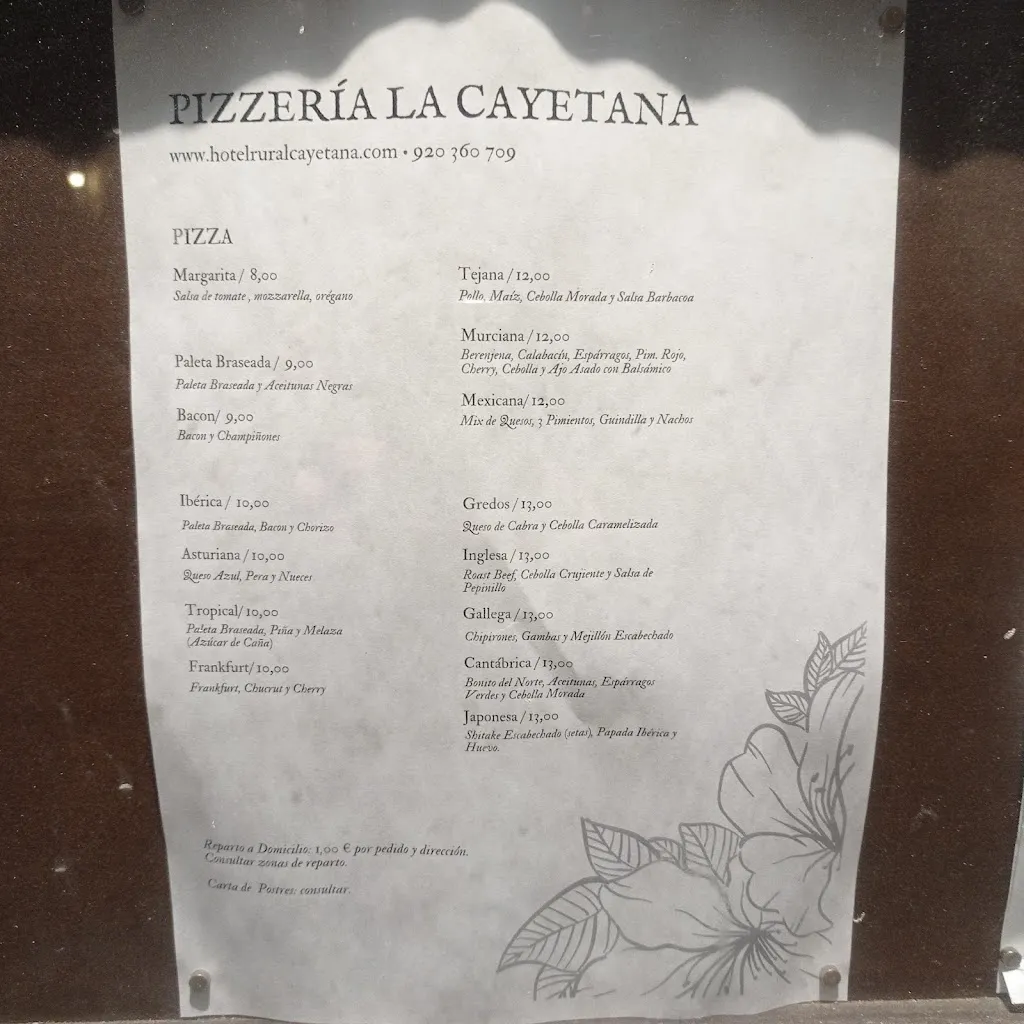 PIZZERÍA LA CAYETANA
www.hotelruralcayetana.com • 920 360 709
PIZZA
Margarita / 8,00
Salsa de tomate , mozzarella, orégano
Paleta Braseada / 9,00
Paleta Braseada y Aceitunas Negras
Bacon/ 9,00
Bacon y Champiñones
Ibérica / 10,00
Paleta Braseada, Bacon y Chorizo
Asturiana / 10,00
Queso Azul, Pera y Nueces
Tropical/ 10,00
Paleta Braseada, Piña y Melaza
(Azúcar de Caña)
Frankfurt/ 10,00
Frankfurt, Chucrut y Cherry
Tejana / 12,00
Pollo, Maíz, Cebolla Morada y Salsa Barbacoa
Murciana / 12,00
Berenjena, Calabacín, Espárragos, Pim. Rojo,
Cherry, Cebolla y Ajo Asado con Balsámico
Mexicana/ 12,00
Mix de Quesos, 3 Pimientos, Guindilla y Nachos
Gredos / 13,00
Queso de Cabra y Cebolla Caramelizada
Inglesa / 13,00
Roast Beef, Cebolla Crujiente y Salsa de
Pepinillo
Gallega / 13,00
Chipirones, Gambas y Mejillón Escabechado
Cantábrica / 13,00
Bonito del Norte, Aceitunas, Espárragos
Verdes y Cebolla Morada
Japonesa / 13,00
Shitake Escabechado (setas), Papada Ibérica y
Huevo.
Reparto a Domicilio: 1,00 € por pedido y dirección.
Consultar zonas de reparto.
Carta de Postres: consultar.